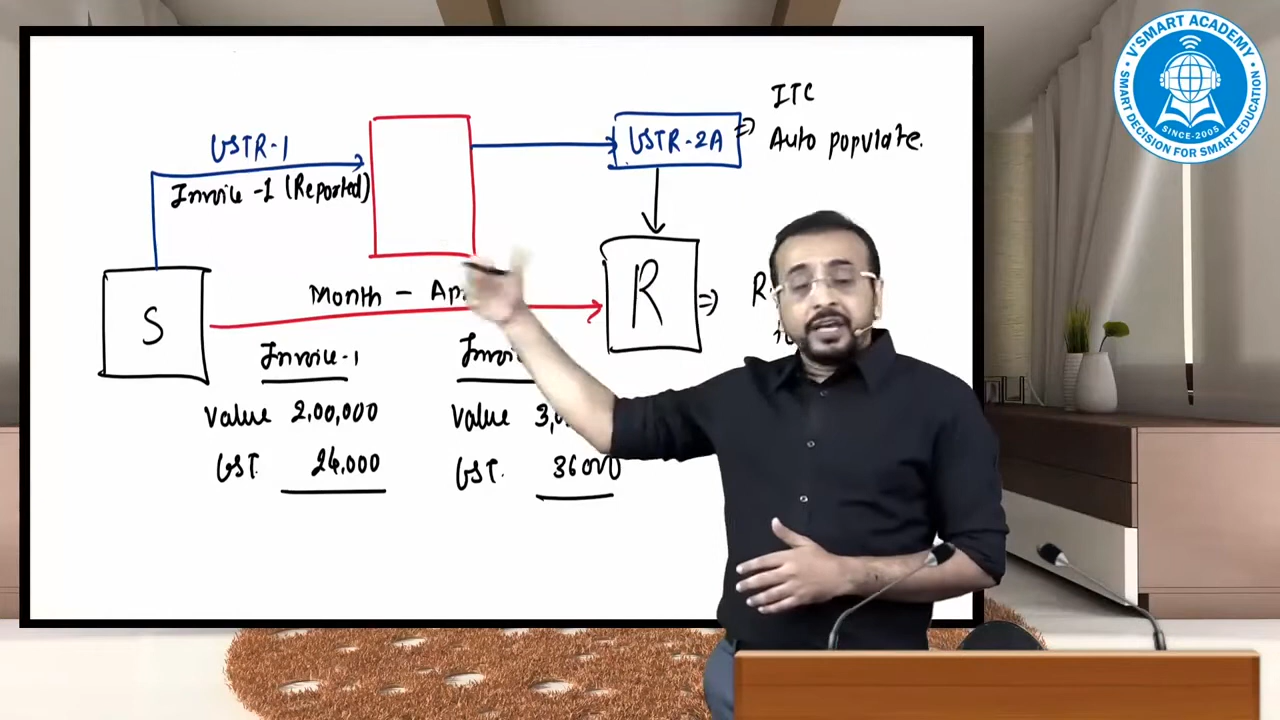 ITC
GSTR-1
GSTR-2A ⇒ Auto populate.
Invoice -1 (Reported)
Month -
S
R ⇒
Invoice-1
Value 2,00,000 Value
GST. 24,000 GST. 36000
V'SMART ACADEMY
SINCE-2005
SMART DECISION FOR SMART EDUCATION